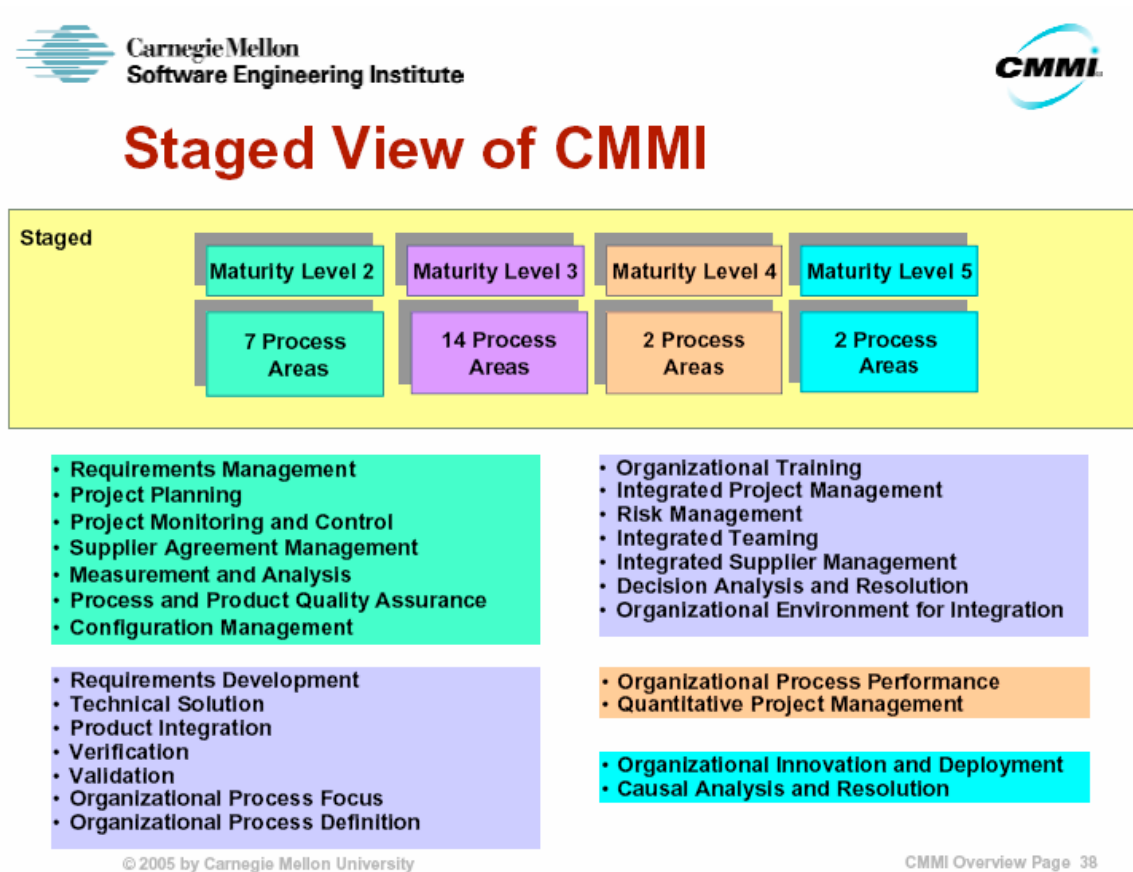 Carnegie Mellon
Software Engineering Institute
CMMI
Staged View of CMMI
Staged
Maturity Level 2
Maturity Level 3
Maturity Level 4
Maturity Level 5
7 Process
Areas
14 Process
Areas
2 Process
Areas
2 Process
Areas
• Requirements Management
• Project Planning
• Project Monitoring and Control
• Supplier Agreement Management
• Measurement and Analysis
• Process and Product Quality Assurance
• Configuration Management
• Requirements Development
• Technical Solution
• Product Integration
• Verification
• Validation
• Organizational Process Focus
• Organizational Process Definition
• Organizational Training
• Integrated Project Management
• Risk Management
• Integrated Teaming
• Integrated Supplier Management
• Decision Analysis and Resolution
• Organizational Environment for Integration
• Organizational Process Performance
• Quantitative Project Management
• Organizational Innovation and Deployment
• Causal Analysis and Resolution
© 2005 by Carnegie Mellon University
CMMI Overview Page 38